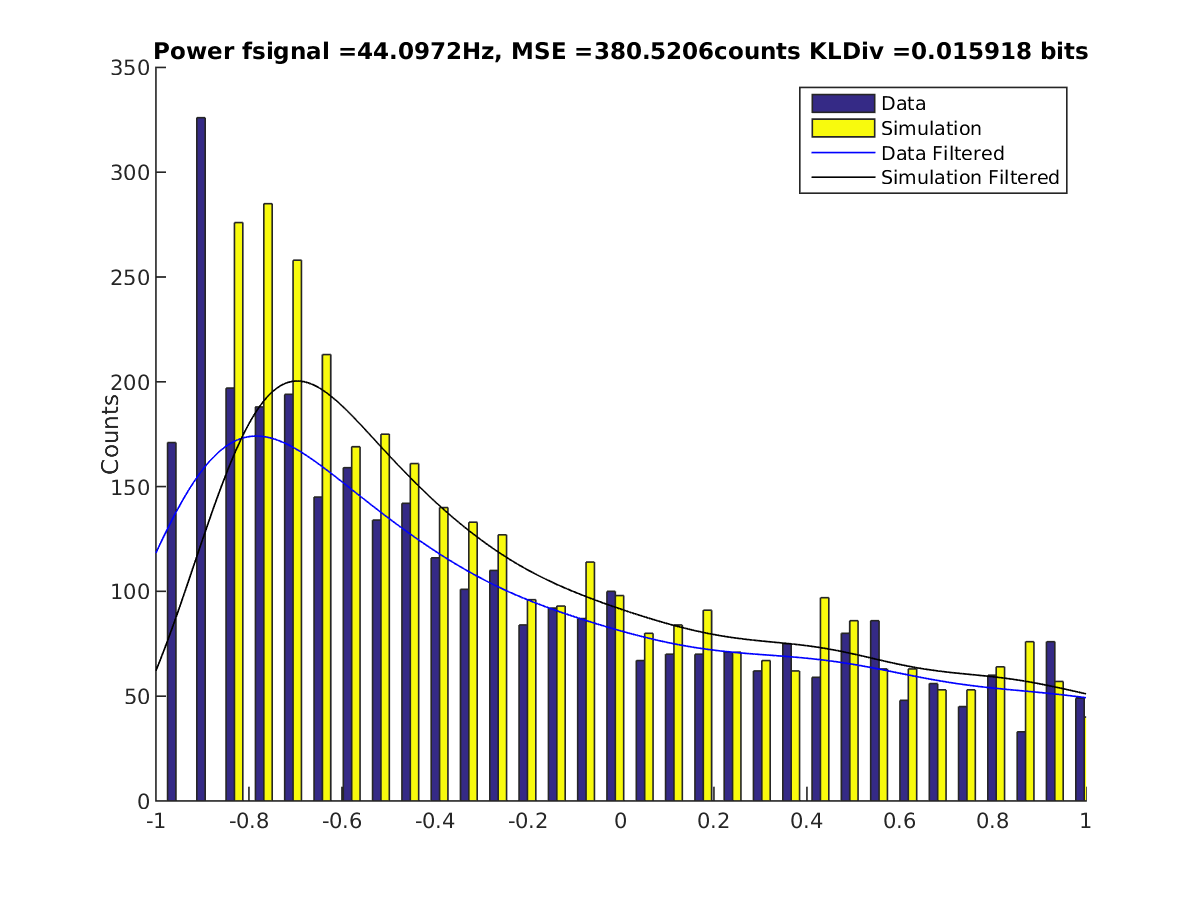 Power fsignal =44.0972Hz, MSE =380.5206counts KLDiv =0.015918 bits
350
300
250
200
150
100
50
0
Counts
Data
Simulation
Data Filtered
Simulation Filtered
-1 -0.8 -0.6 -0.4 -0.2 0 0.2 0.4 0.6 0.8 1